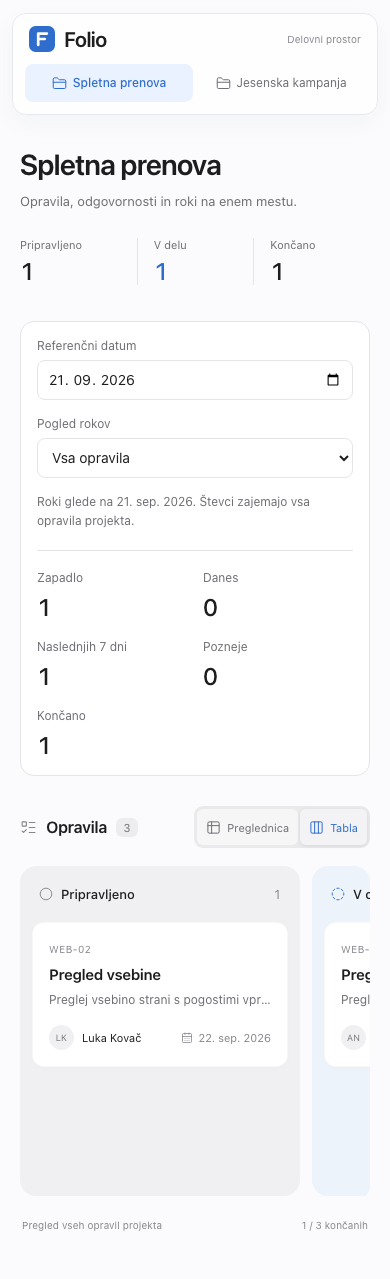 Folio
Delovni prostor
Spletna prenova
Jesenska kampanja
Spletna prenova
Opravila, odgovornosti in roki na enem mestu.
Pripravljeno
1
V delu
1
Končano
1
Referenčni datum
21. 09. 2026
Pogled rokov
Vsa opravila
Roki glede na 21. sep. 2026. Števci zajemajo vsa
opravila projekta.
Zapadlo
1
Danes
0
Naslednjih 7 dni
1
Pozneje
0
Končano
1
Opravila 3
Preglednica
Tabla
Pripravljeno 1
WEB-02
Pregled vsebine
Preglej vsebino strani s pogostimi vpr...
LK Luka Kovač
22. sep. 2026
V d
WEB-
Preg
Pregl
AN
Pregled vseh opravil projekta
1 / 3 končanih